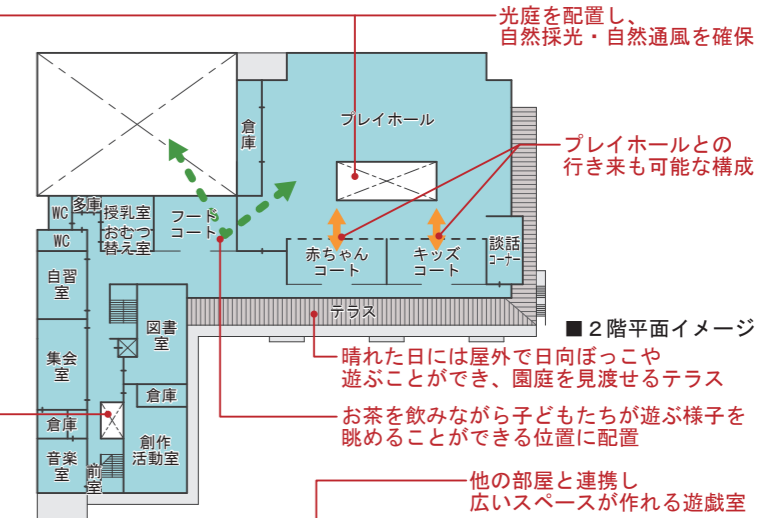 光庭を配置し、
自然採光・自然通風を確保
プレイホール
倉庫
プレイホールとの
行き来も可能な構成
WC
多庫
授乳室
おむつ
替え室
フード
コート
WC
赤ちゃん
コート
キッズ
コート
談話
コーナー
自習
室
図書
室
テラス
■２階平面イメージ
集会
室
晴れた日には屋外で日向ぼっこや
遊ぶことができ、園庭を見渡せるテラス
倉庫
倉庫
お茶を飲みながら子どもたちが遊ぶ様子を
眺めることができる位置に配置
音楽
室
前
室
創作
活動室
他の部屋と連携し
広いスペースが作れる遊戯室